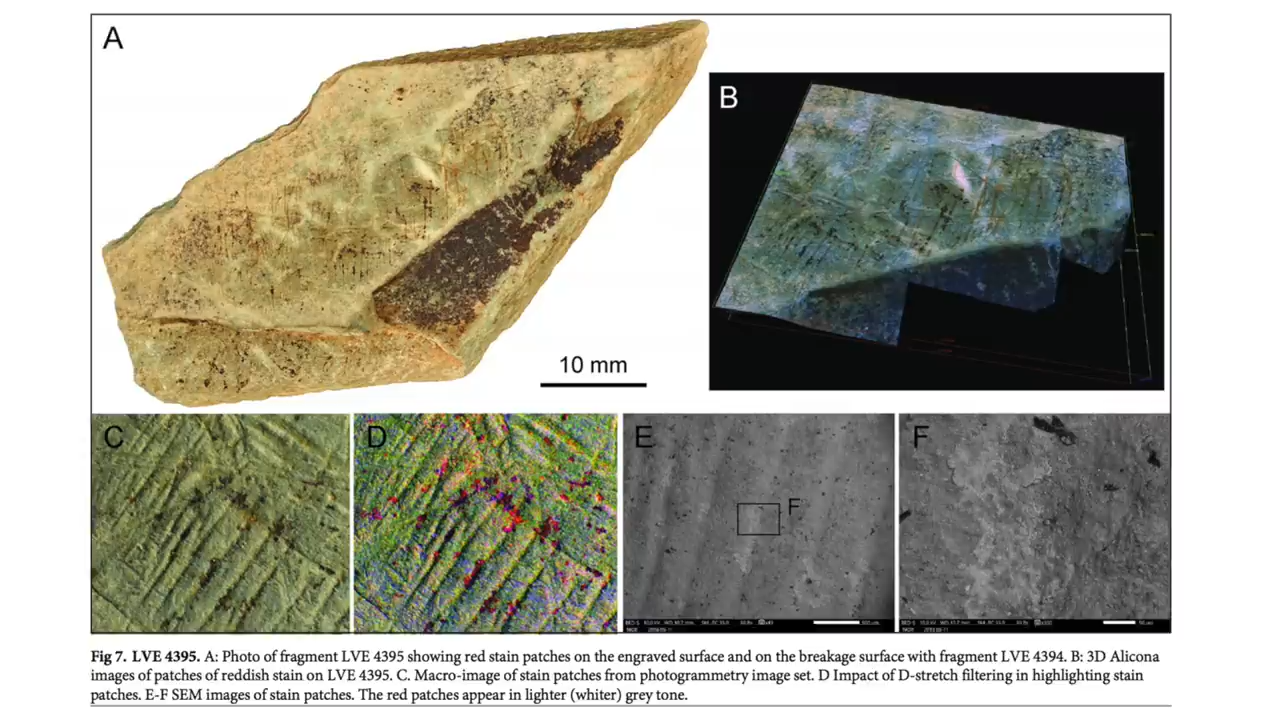 A
B
10 mm
C
D
E
F
F
Fig 7. LVE 4395. A: Photo of fragment LVE 4395 showing red stain patches on the engraved surface and on the breakage surface with fragment LVE 4394. B: 3D Alicona
images of patches of reddish stain on LVE 4395. C. Macro-image of stain patches from photogrammetry image set. D Impact of D-stretch filtering in highlighting stain
patches. E-F SEM images of stain patches. The red patches appear in lighter (whiter) grey tone.